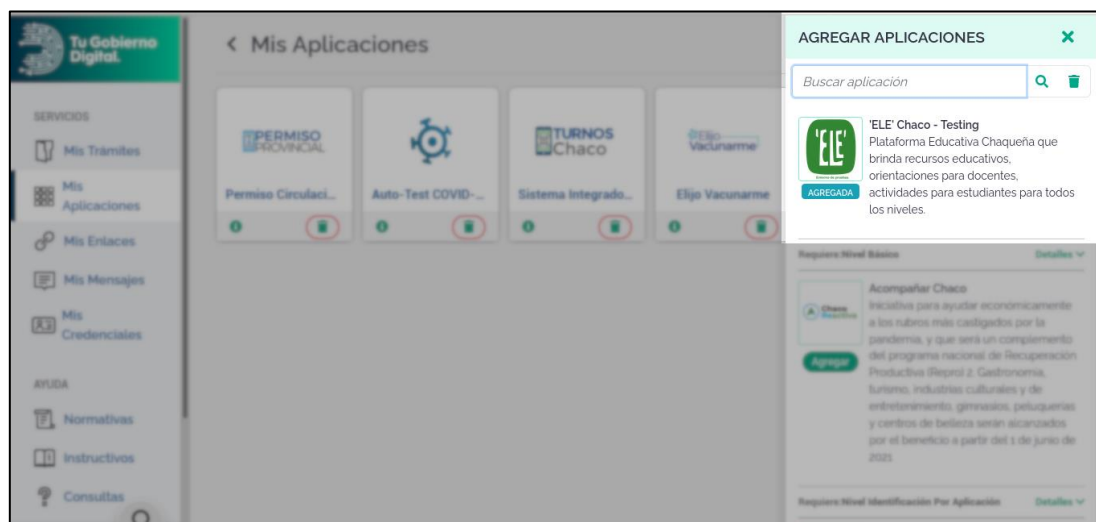 Tu Gobierno
Digital.
SERVICIOS
Mis Trámites
Mis
Aplicaciones
Mis Enlaces
Mis Mensajes
Mis
Credenciales
AYUDA
Normativas
Instructivos
Consultas
Mis Aplicaciones
PERMISO
PROVINCIAL
Permiso Circulaci...
Auto-Test COVID-...
TURNOS
Chaco
Sistema Integrado...
Elijo
Vacunarme
Elijo Vacunarme
AGREGAR APLICACIONES
Buscar aplicación
'ELE'
'ELE' Chaco - Testing
Plataforma Educativa Chaqueña que
brinda recursos educativos,
orientaciones para docentes,
actividades para estudiantes para todos
los niveles.
AGREGADA
Requiere:Nivel Básico
Detalles
Chaco
Reactiva
Agregar
Acompañar Chaco
Iniciativa para ayudar económicamente
a los rubros más castigados por la
pandemia, y que será un complemento
del programa nacional de Recuperación
Productiva (Repro) 2. Gastronomía,
turismo, industrias culturales y de
entretenimiento, gimnasios, peluquerías
y centros de belleza serán alcanzados
por el beneficio a partir del 1 de junio de
2021
Requiere:Nivel Identificación Por Aplicación
Detalles